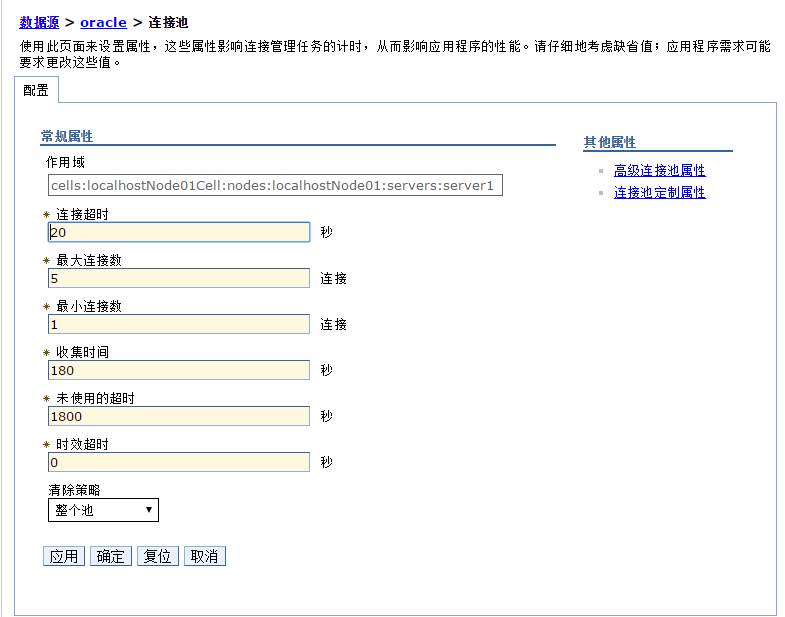 数据源 > oracle > 连接池
使用此页面来设置属性，这些属性影响连接管理任务的计时，从而影响应用程序的性能。请仔细地考虑缺省值；应用程序需求可能
要求更改这些值。
配置
常规属性
作用域
cells:localhostNode01Cell:nodes:localhostNode01:servers:server1
* 连接超时
20 秒
* 最大连接数
5 连接
* 最小连接数
1 连接
* 收集时间
180 秒
* 未使用的超时
1800 秒
* 时效超时
0 秒
清除策略
整个池
应用 确定 复位 取消
其他属性
高级连接池属性
连接池定制属性